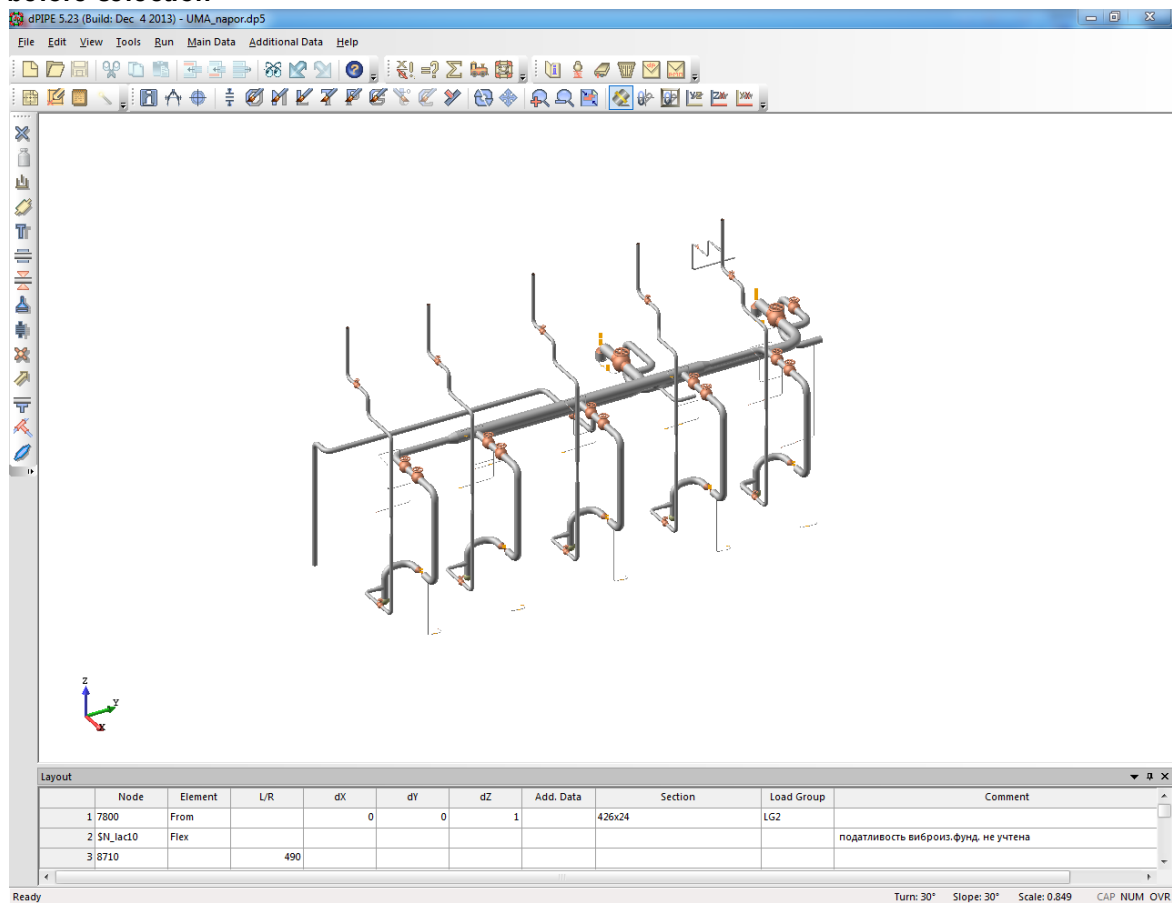 before selection
dPIPE 5.23 (Build: Dec 4 2013) - UMA_napor.dp5
File Edit View Tools Run Main Data Additional Data Help
Z
Y
X
Layout
Node Element L/R dX dY dZ Add. Data Section Load Group Comment
1 7800 From 0 0 1 426x24 LG2
2 $N_lac10 Flex податливость виброиз.фунд. не учтена
3 8710 490
Ready Turn: 30° Slope: 30° Scale: 0.849 CAP NUM OVR